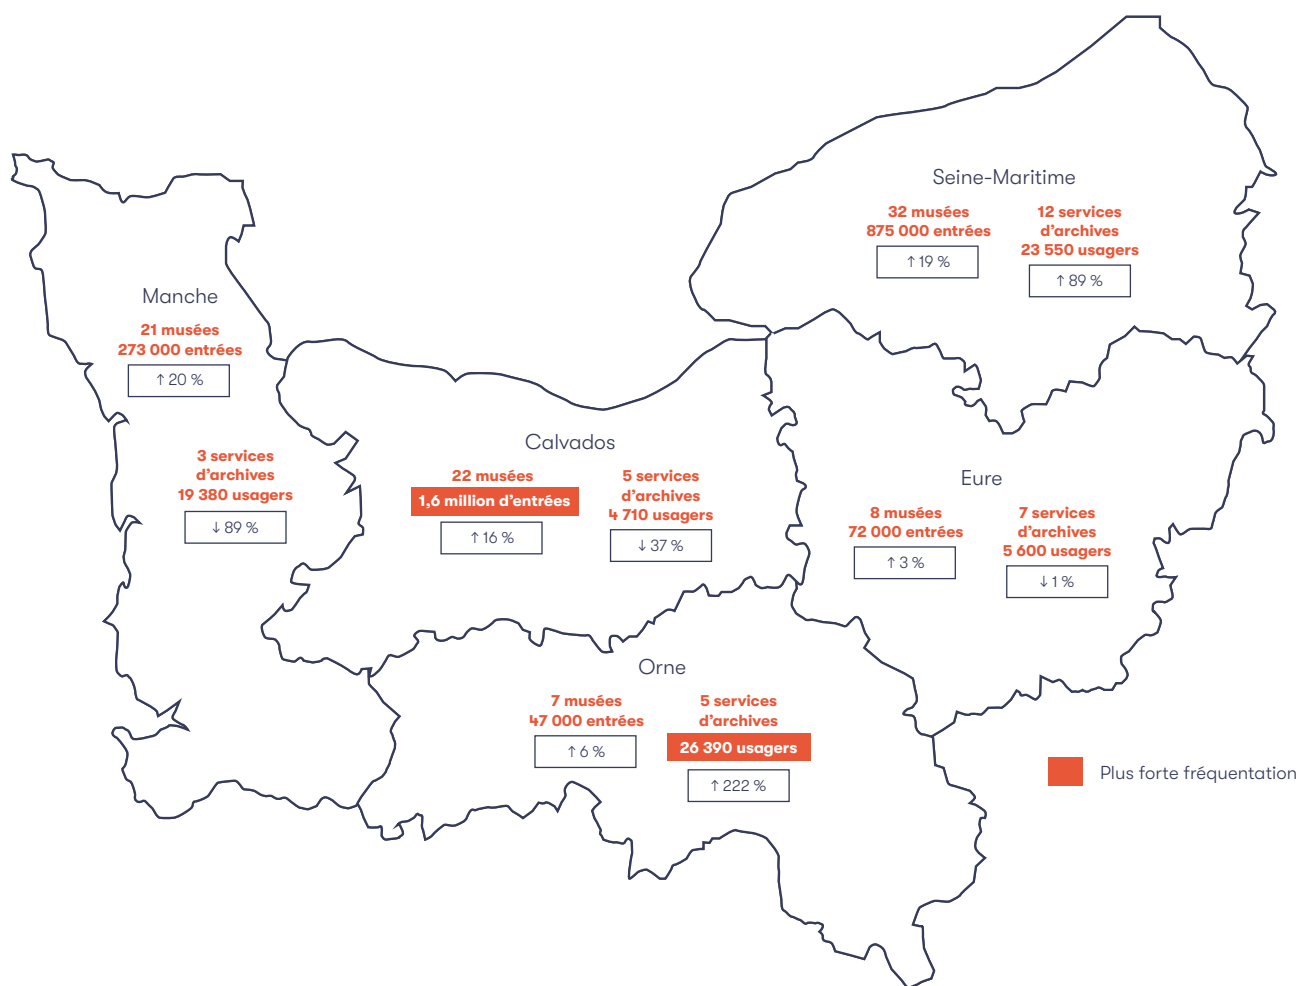 Seine-Maritime
32 musées
875 000 entrées
↑ 19 %
12 services
d'archives
23 550 usagers
↑ 89 %
Manche
21 musées
273 000 entrées
↑ 20 %
3 services
d'archives
19 380 usagers
↓ 89 %
Calvados
22 musées
1,6 million d'entrées
↑ 16 %
5 services
d'archives
4 710 usagers
↓ 37 %
Eure
8 musées
72 000 entrées
↑ 3 %
7 services
d'archives
5 600 usagers
↓ 1 %
Orne
7 musées
47 000 entrées
↑ 6 %
5 services
d'archives
26 390 usagers
↑ 222 %
Plus forte fréquentation